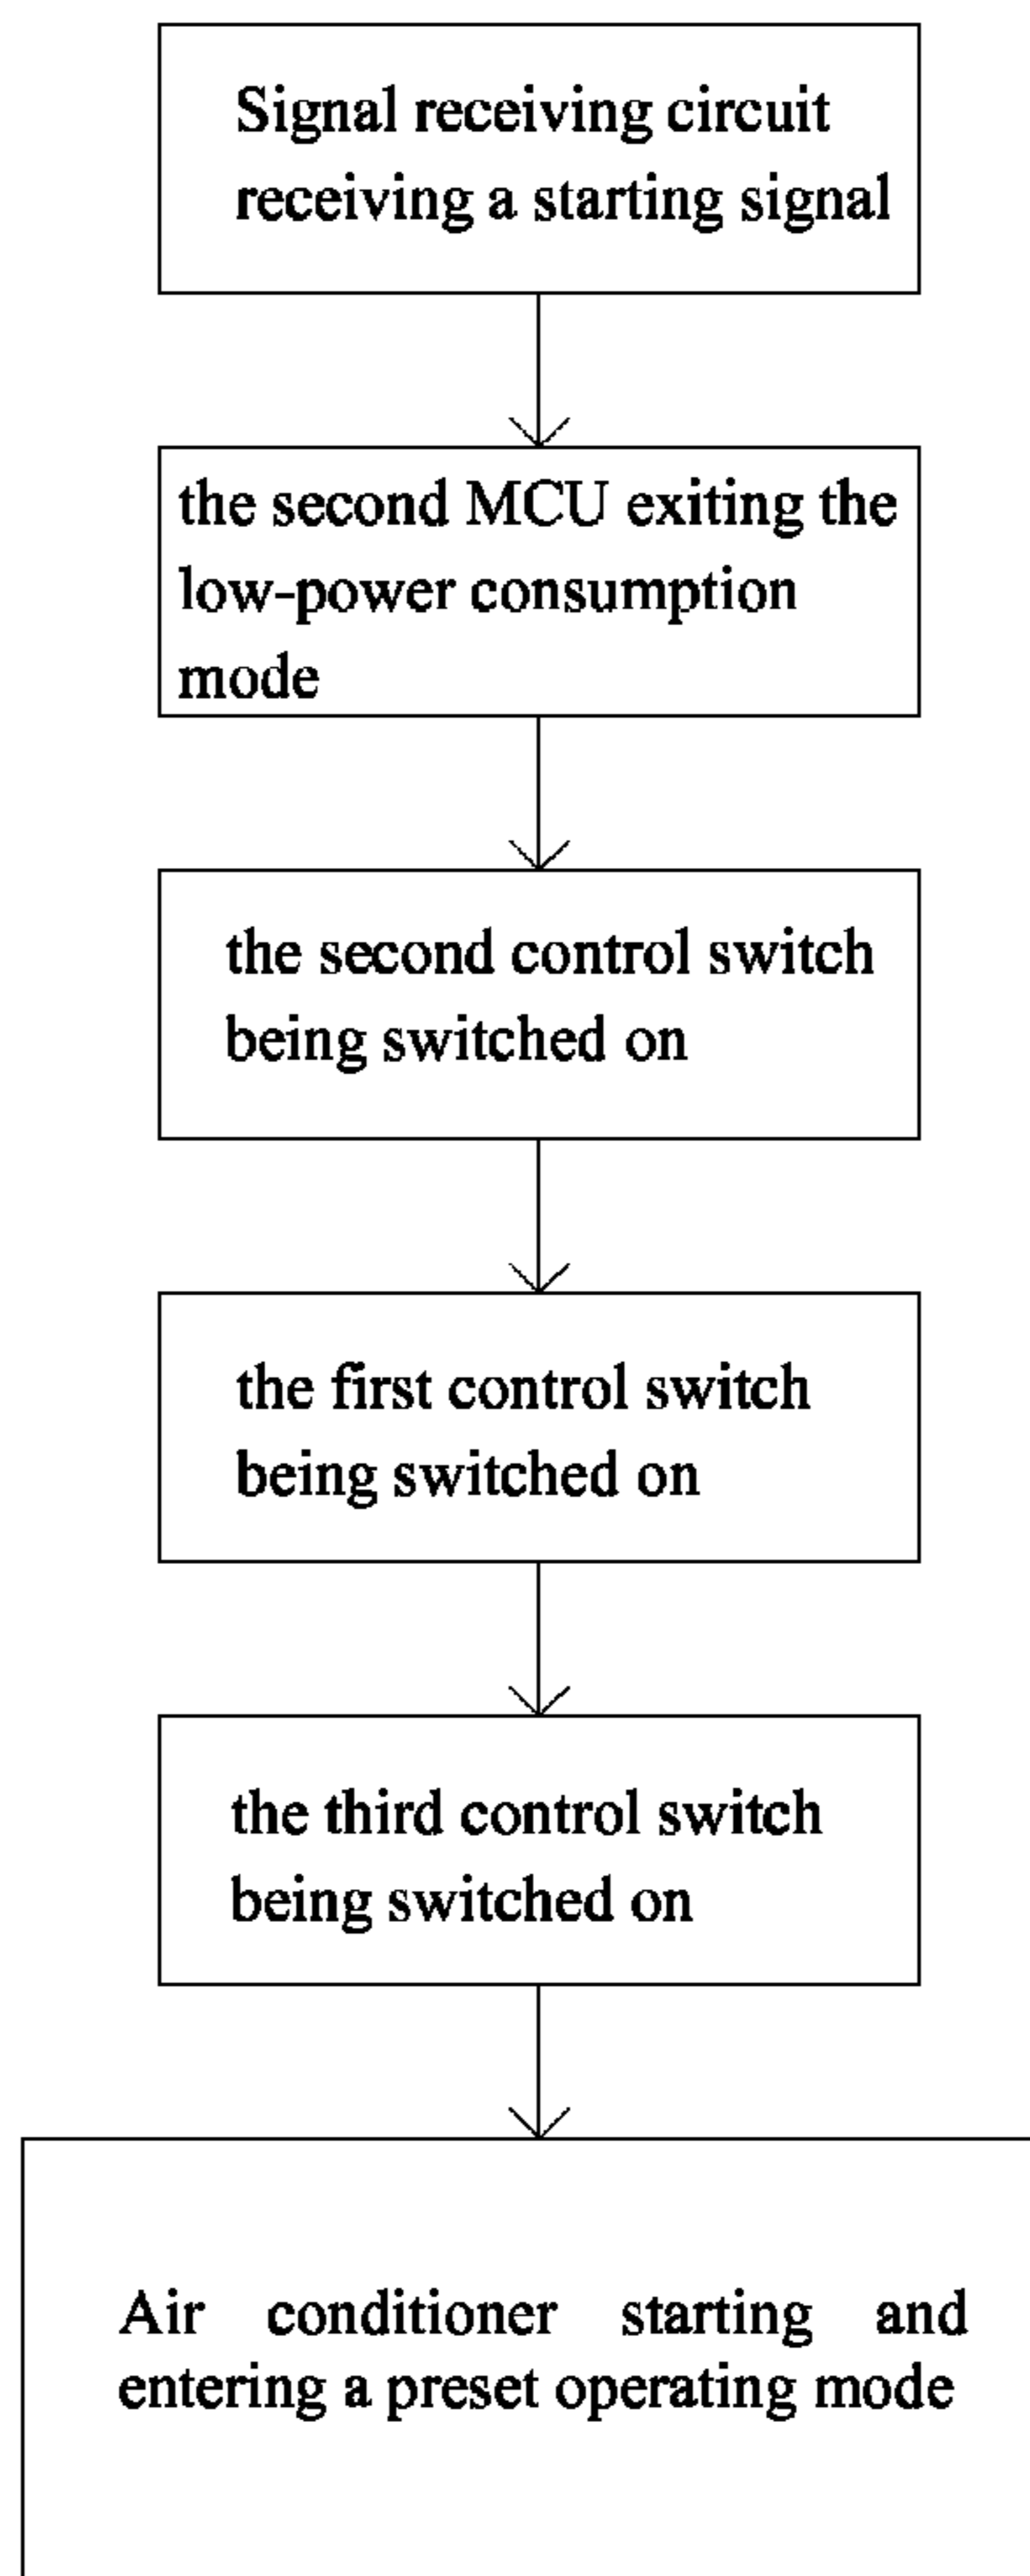 Signal receiving circuit
receiving a starting signal
the second MCU exiting the
low-power consumption
mode
the second control switch
being switched on
the first control switch
being switched on
the third control switch
being switched on
Air conditioner starting and
entering a preset operating mode